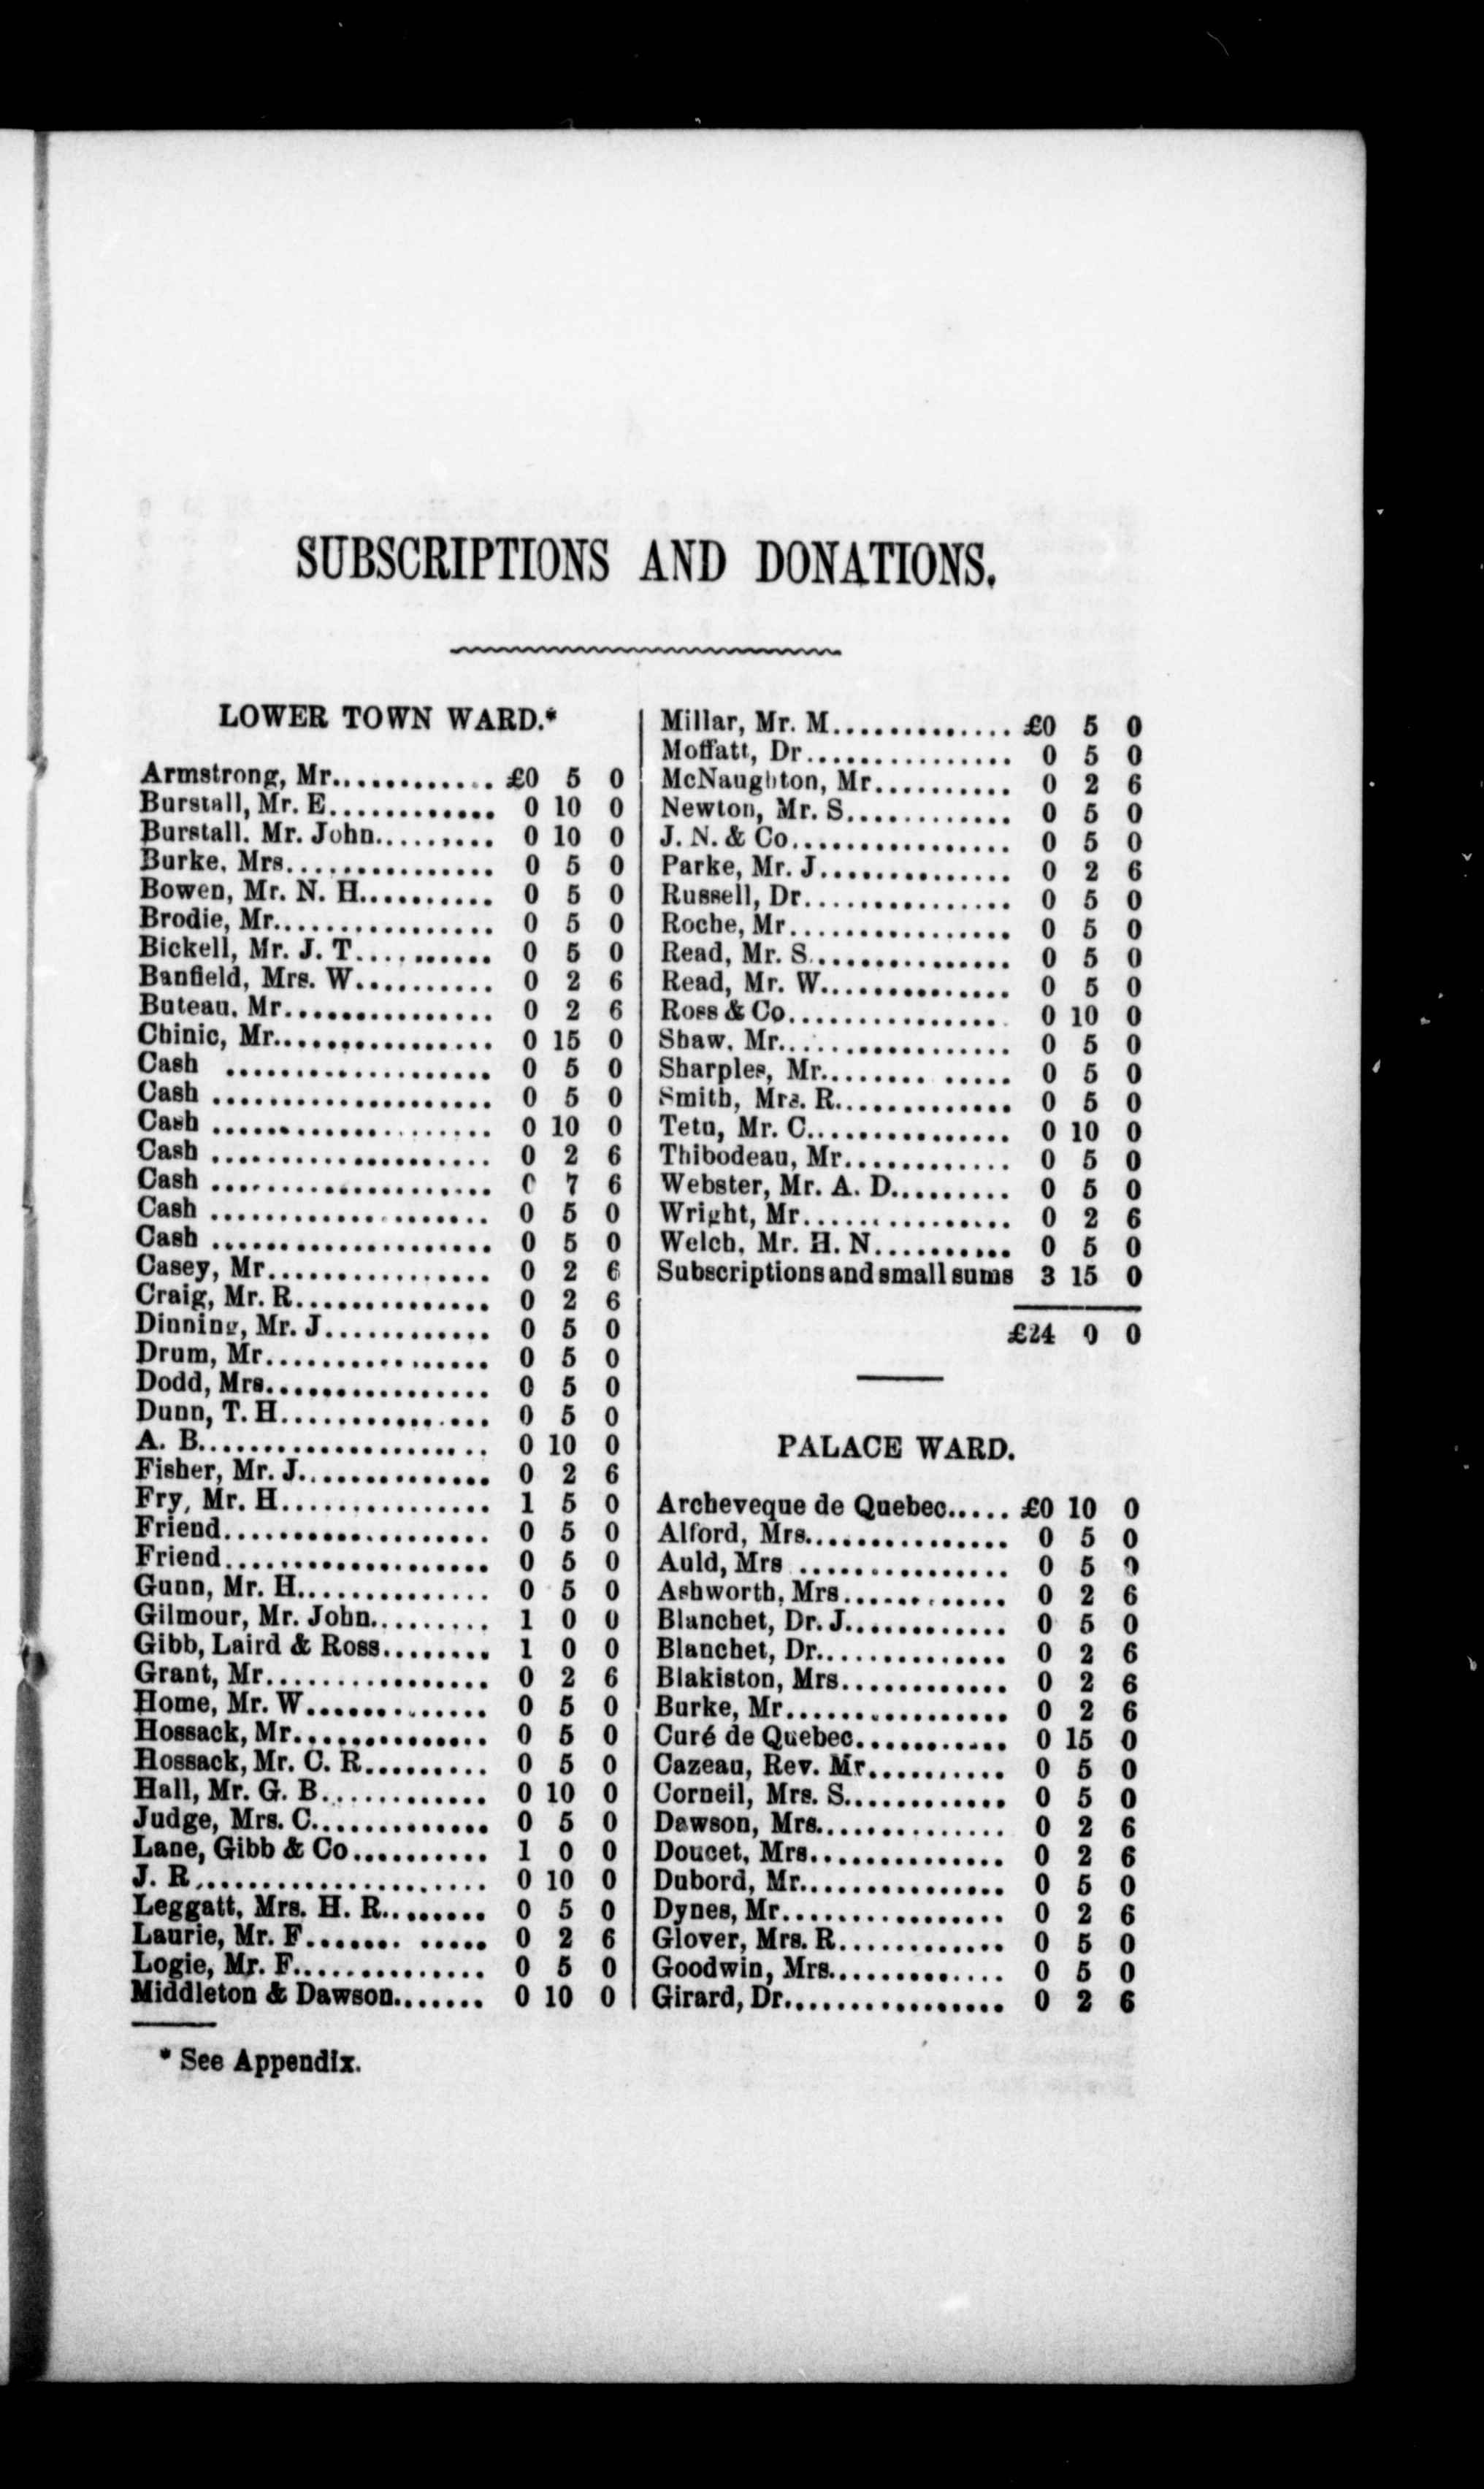 SUBSCRIPTIONS AND DONATIONS.
LOWER TOWN WARD.*
Armstrong, Mr............ £0 5 0
Burstall, Mr. E............ 0 10 0
Burstall. Mr. John......... 0 10 0
Burke, Mrs............... 0 5 0
Bowen, Mr. N. H.......... 0 5 0
Brodie, Mr................ 0 5 0
Bickell, Mr. J. T.......... 0 5 0
Banfield, Mrs. W.......... 0 2 6
Buteau. Mr............... 0 2 6
Chinic, Mr................ 0 15 0
Cash ................... 0 5 0
Cash .................... 0 5 0
Cash .................... 0 10 0
Cash .................... 0 2 6
Cash .................... 0 7 6
Cash .................... 0 5 0
Cash .................... 0 5 0
Casey, Mr................ 0 2 6
Craig, Mr. R.............. 0 2 6
Dinning, Mr. J............ 0 5 0
Drum, Mr................ 0 5 0
Dodd, Mrs................ 0 5 0
Dunn, T. H............... 0 5 0
A. B..................... 0 10 0
Fisher, Mr. J.............. 0 2 6
Fry, Mr. H............... 1 5 0
Friend................... 0 5 0
Friend................... 0 5 0
Gunn, Mr. H.............. 0 5 0
Gilmour, Mr. John......... 1 0 0
Gibb, Laird & Ross........ 1 0 0
Grant, Mr................ 0 2 6
Home, Mr. W............. 0 5 0
Hossack, Mr.............. 0 5 0
Hossack, Mr. C. R......... 0 5 0
Hall, Mr. G. B............ 0 10 0
Judge, Mrs. C............. 0 5 0
Lane, Gibb & Co.......... 1 0 0
J. R..................... 0 10 0
Leggatt, Mrs. H. R........ 0 5 0
Laurie, Mr. F....... ..... 0 2 6
Logie, Mr. F.............. 0 5 0
Middleton & Dawson....... 0 10 0
* See Appendix.
Millar, Mr. M............. £0 5 0
Moffatt, Dr............... 0 5 0
McNaughton, Mr.......... 0 2 6
Newton, Mr. S............ 0 5 0
J. N. & Co................ 0 5 0
Parke, Mr. J.............. 0 2 6
Russell, Dr............... 0 5 0
Roche, Mr................ 0 5 0
Read, Mr. S............... 0 5 0
Read, Mr. W.............. 0 5 0
Ross & Co................ 0 10 0
Shaw. Mr................. 0 5 0
Sharples, Mr........ ..... 0 5 0
Smith, Mrs. R............. 0 5 0
Tetu, Mr. C............... 0 10 0
Thibodeau, Mr............ 0 5 0
Webster, Mr. A. D......... 0 5 0
Wright, Mr............... 0 2 6
Welch, Mr. H. N.......... 0 5 0
Subscriptions and small sums 3 15 0
£24 0 0
PALACE WARD.
Archeveque de Quebec..... £0 10 0
Alford, Mrs............... 0 5 0
Auld, Mrs ............... 0 5 0
Ashworth, Mrs............ 0 2 6
Blanchet, Dr. J............ 0 5 0
Blanchet, Dr.............. 0 2 6
Blakiston, Mrs............ 0 2 6
Burke, Mr................ 0 2 6
Curé de Quebec........... 0 15 0
Cazeau, Rev. Mr.......... 0 5 0
Corneil, Mrs. S............ 0 5 0
Dawson, Mrs.............. 0 2 6
Doucet, Mrs.............. 0 2 6
Dubord, Mr............... 0 5 0
Dynes, Mr................ 0 2 6
Glover, Mrs. R............ 0 5 0
Goodwin, Mrs............. 0 5 0
Girard, Dr................ 0 2 6